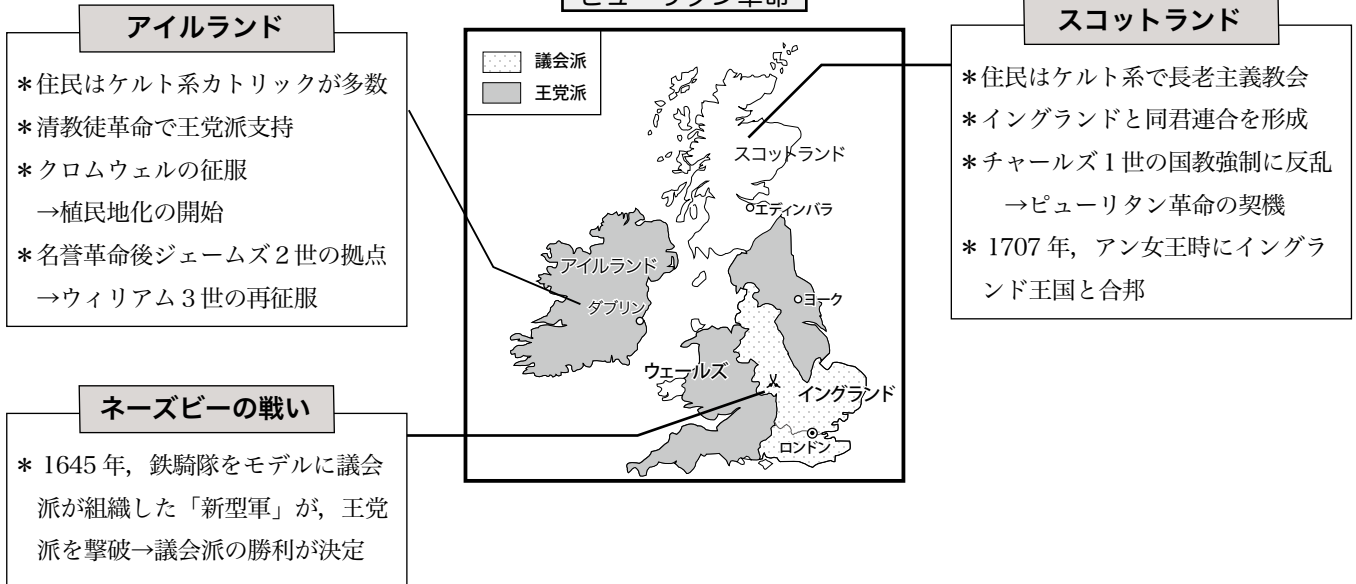 ピューリタン革命
アイルランド
＊住民はケルト系カトリックが多数
＊清教徒革命で王党派支持
＊クロムウェルの征服
→植民地化の開始
＊名誉革命後ジェームズ２世の拠点
→ウィリアム３世の再征服
ネーズビーの戦い
＊ 1645 年，鉄騎隊をモデルに議会
派が組織した「新型軍」が，王党
派を撃破→議会派の勝利が決定
議会派
王党派
スコットランド
エディンバラ
アイルランド
ダブリン
ヨーク
ウェールズ
イングランド
ロンドン
スコットランド
＊住民はケルト系で長老主義教会
＊イングランドと同君連合を形成
＊チャールズ１世の国教強制に反乱
→ピューリタン革命の契機
＊ 1707 年，アン女王時にイングラ
ンド王国と合邦